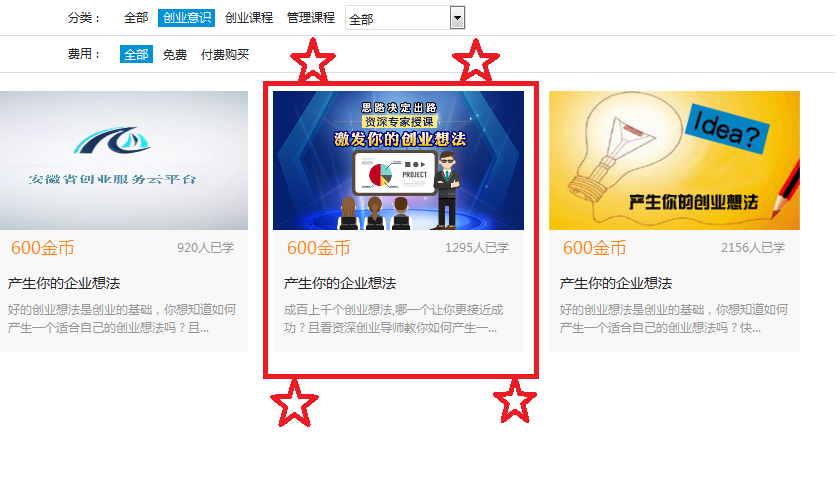 分类： 全部 创业意识 创业课程 管理课程 全部
费用： 全部 免费 付费购买
安徽省创业服务云平台
600金币 920人已学
产生你的企业想法
好的创业想法是创业的基础，你想知道如何
产生一个适合自己的创业想法吗？且...
思路决定出路
资深专家授课
激发你的创业想法
PROJECT
600金币 1295人已学
产生你的企业想法
成百上千个创业想法,哪一个让你更接近成
功？且看资深创业导师教你如何产生一...
Idea?
产生你的创业想法
600金币 2156人已学
产生你的企业想法
好的创业想法是创业的基础，你想知道如何
产生一个适合自己的创业想法吗？快...